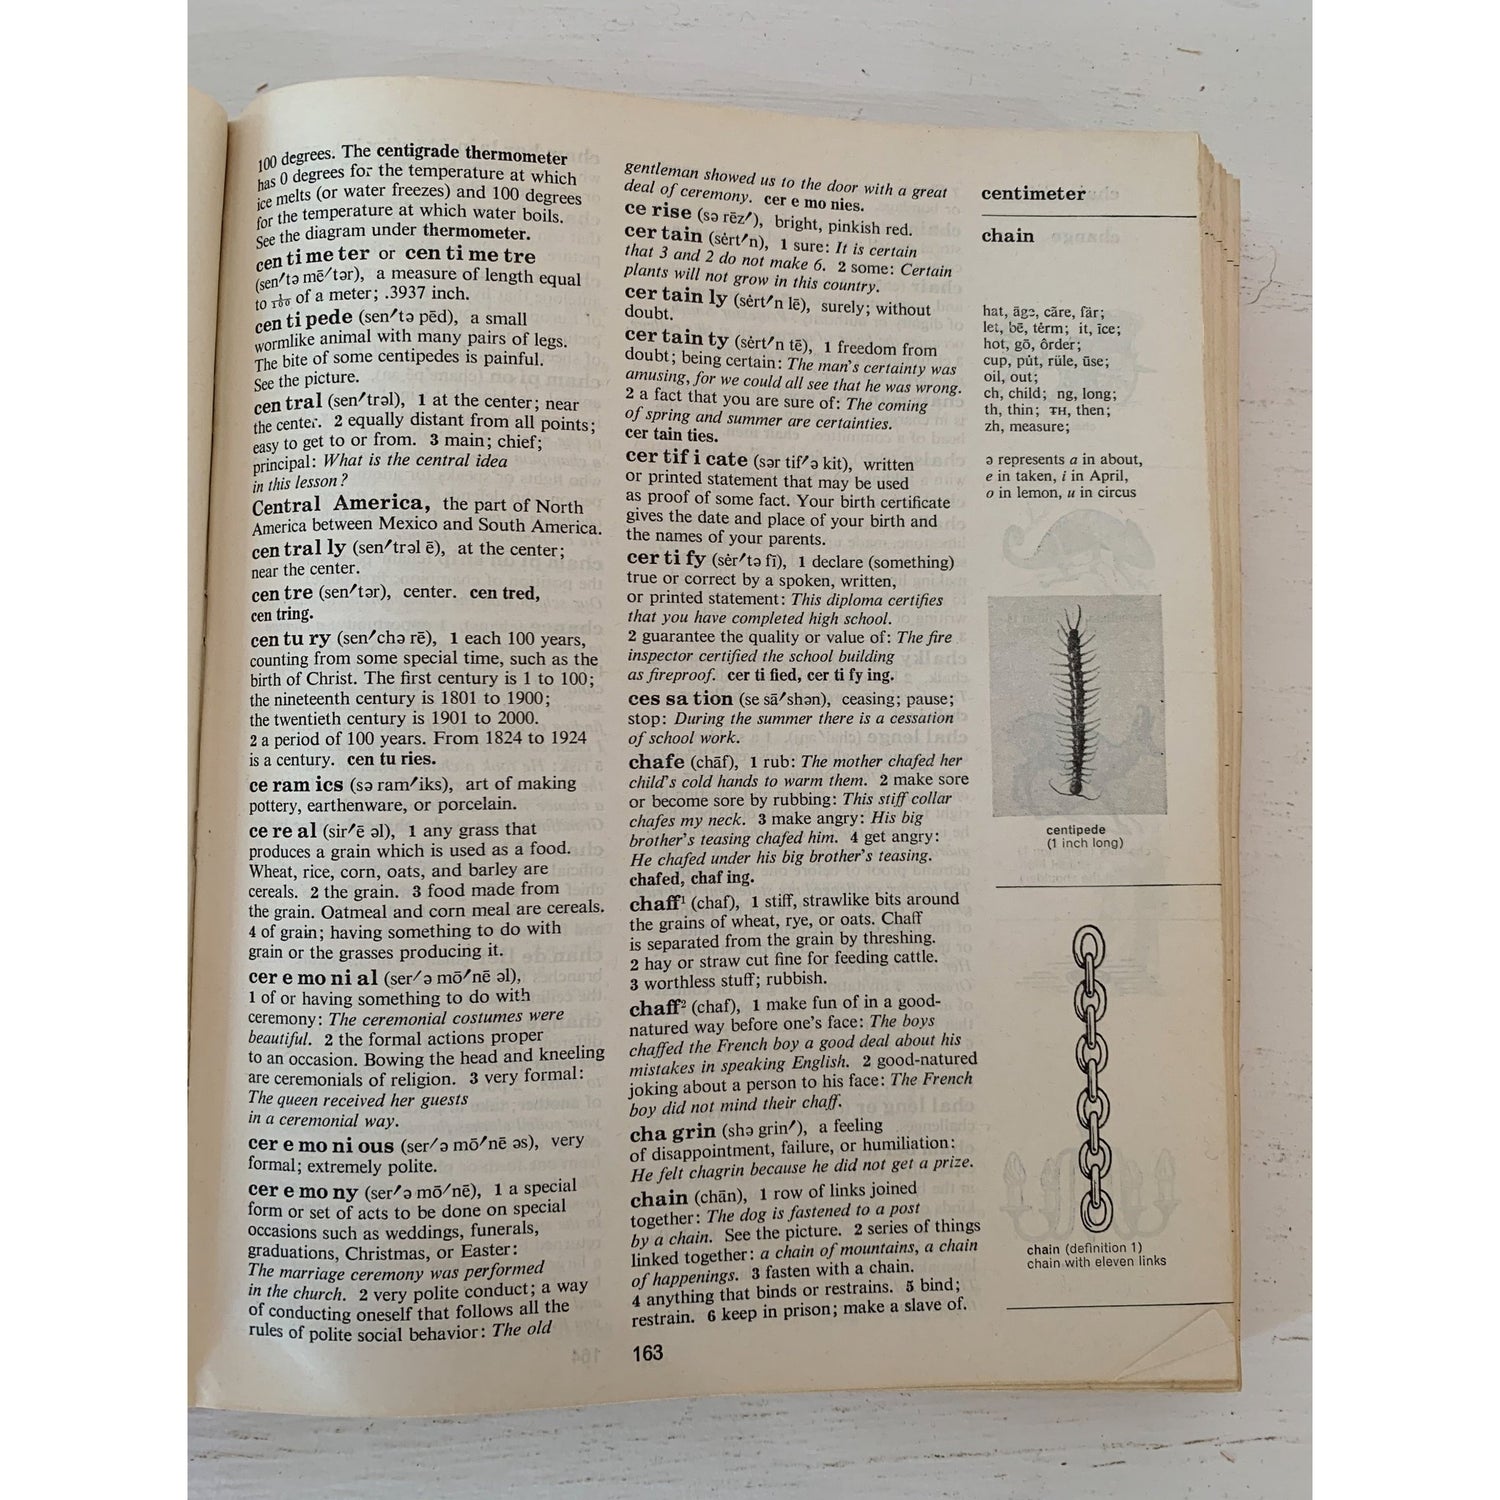 100 degrees. The centigrade thermometer
has 0 degrees for the temperature at which
ice melts (or water freezes) and 100 degrees
for the temperature at which water boils.
See the diagram under thermometer.
cen ti me ter or cen ti me tre
(sen′tə mē′tər), a measure of length equal
to 1/100 of a meter; .3937 inch.
cen ti pede (sen′tə pēd), a small
wormlike animal with many pairs of legs.
The bite of some centipedes is painful.
See the picture.
cen tral (sen′trəl), 1 at the center; near
the center. 2 equally distant from all points;
easy to get to or from. 3 main; chief;
principal: What is the central idea
in this lesson?
Central America, the part of North
America between Mexico and South America.
cen tral ly (sen′trəl ē), at the center;
near the center.
cen tre (sen′tər), center. cen tred,
cen tring.
cen tu ry (sen′chə rē), 1 each 100 years,
counting from some special time, such as the
birth of Christ. The first century is 1 to 100;
the nineteenth century is 1801 to 1900;
the twentieth century is 1901 to 2000.
2 a period of 100 years. From 1824 to 1924
is a century. cen tu ries.
ce ram ics (sə ram′iks), art of making
pottery, earthenware, or porcelain.
ce re al (sir′ē əl), 1 any grass that
produces a grain which is used as a food.
Wheat, rice, corn, oats, and barley are
cereals. 2 the grain. 3 food made from
the grain. Oatmeal and corn meal are cereals.
4 of grain; having something to do with
grain or the grasses producing it.
cer e mo ni al (ser′ə mō′nē əl),
1 of or having something to do with
ceremony: The ceremonial costumes were
beautiful. 2 the formal actions proper
to an occasion. Bowing the head and kneeling
are ceremonials of religion. 3 very formal:
The queen received her guests
in a ceremonial way.
cer e mo ni ous (ser′ə mō′nē əs), very
formal; extremely polite.
cer e mo ny (ser′ə mō′nē), 1 a special
form or set of acts to be done on special
occasions such as weddings, funerals,
graduations, Christmas, or Easter:
The marriage ceremony was performed
in the church. 2 very polite conduct; a way
of conducting oneself that follows all the
rules of polite social behavior: The old
gentleman showed us to the door with a great
deal of ceremony. cer e mo nies.
ce rise (sə rēz′), bright, pinkish red.
cer tain (sėrt′n), 1 sure: It is certain
that 3 and 2 do not make 6. 2 some: Certain
plants will not grow in this country.
cer tain ly (sėrt′n lē), surely; without
doubt.
cer tain ty (sėrt′n tē), 1 freedom from
doubt; being certain: The man's certainty was
amusing, for we could all see that he was wrong.
2 a fact that you are sure of: The coming
of spring and summer are certainties.
cer tain ties.
cer tif i cate (sər tif′ə kit), written
or printed statement that may be used
as proof of some fact. Your birth certificate
gives the date and place of your birth and
the names of your parents.
cer ti fy (sėr′tə fī), 1 declare (something)
true or correct by a spoken, written,
or printed statement: This diploma certifies
that you have completed high school.
2 guarantee the quality or value of: The fire
inspector certified the school building
as fireproof. cer ti fied, cer ti fy ing.
ces sa tion (se sā′shən), ceasing; pause;
stop: During the summer there is a cessation
of school work.
chafe (chāf), 1 rub: The mother chafed her
child's cold hands to warm them. 2 make sore
or become sore by rubbing: This stiff collar
chafes my neck. 3 make angry: His big
brother's teasing chafed him. 4 get angry:
He chafed under his big brother's teasing.
chafed, chaf ing.
chaff¹ (chaf), 1 stiff, strawlike bits around
the grains of wheat, rye, or oats. Chaff
is separated from the grain by threshing.
2 hay or straw cut fine for feeding cattle.
3 worthless stuff; rubbish.
chaff² (chaf), 1 make fun of in a good-
natured way before one's face: The boys
chaffed the French boy a good deal about his
mistakes in speaking English. 2 good-natured
joking about a person to his face: The French
boy did not mind their chaff.
cha grin (shə grin′), a feeling
of disappointment, failure, or humiliation:
He felt chagrin because he did not get a prize.
chain (chān), 1 row of links joined
together: The dog is fastened to a post
by a chain. See the picture. 2 series of things
linked together: a chain of mountains, a chain
of happenings. 3 fasten with a chain.
4 anything that binds or restrains. 5 bind;
restrain. 6 keep in prison; make a slave of.
163
centimeter
chain
hat, āge, cãre, fär;
let, bē, tėrm; it, īce;
hot, gō, ôrder;
cup, pu̇t, rüle, ūse;
oil, out;
ch, child; ng, long;
th, thin; ᴛʜ, then;
zh, measure;
ə represents a in about,
e in taken, i in April,
o in lemon, u in circus
centipede
(1 inch long)
chain (definition 1)
chain with eleven links